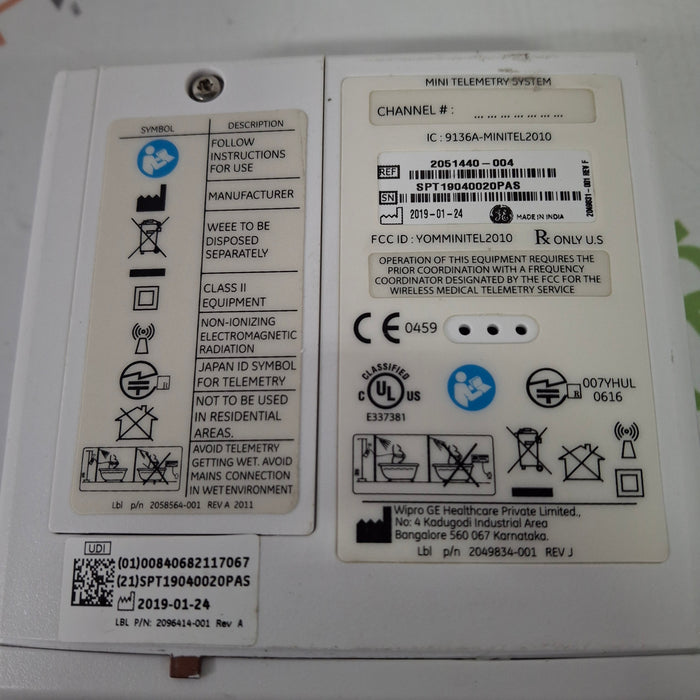 SYMBOL
DESCRIPTION
FOLLOW
INSTRUCTIONS
FOR USE
MANUFACTURER
WEEE TO BE
DISPOSED
SEPARATELY
CLASS II
EQUIPMENT
NON-IONIZING
ELECTROMAGNETIC
RADIATION
R
JAPAN ID SYMBOL
FOR TELEMETRY
NOT TO BE USED
IN RESIDENTIAL
AREAS.
AVOID TELEMETRY
GETTING WET. AVOID
MAINS CONNECTION
IN WET ENVIRONMENT
Lbl p/n 2058564-001 REV A 2011
UDI
(01)00840682117067
(21)SPT19040020PAS
2019-01-24
LBL P/N: 2096414-001 Rev A
MINI TELEMETRY SYSTEM
CHANNEL # : ... ... ... ... ... ... ...
IC : 9136A-MINITEL2010
2051440-004
REF
SPT19040020PAS
SN
2019-01-24 GE MADE IN INDIA
2040931-001 REV F
FCC ID : YOMMINITEL2010 Rx ONLY U.S
OPERATION OF THIS EQUIPMENT REQUIRES THE
PRIOR COORDINATION WITH A FREQUENCY
COORDINATOR DESIGNATED BY THE FCC FOR THE
WIRELESS MEDICAL TELEMETRY SERVICE
CE 0459
CLASSIFIED
C UL US
E337381
R 007YHUL
0616
Wipro GE Healthcare Private Limited.,
No: 4 Kadugodi Industrial Area
Bangalore 560 067 Karnataka.
Lbl p/n 2049834-001 REV J